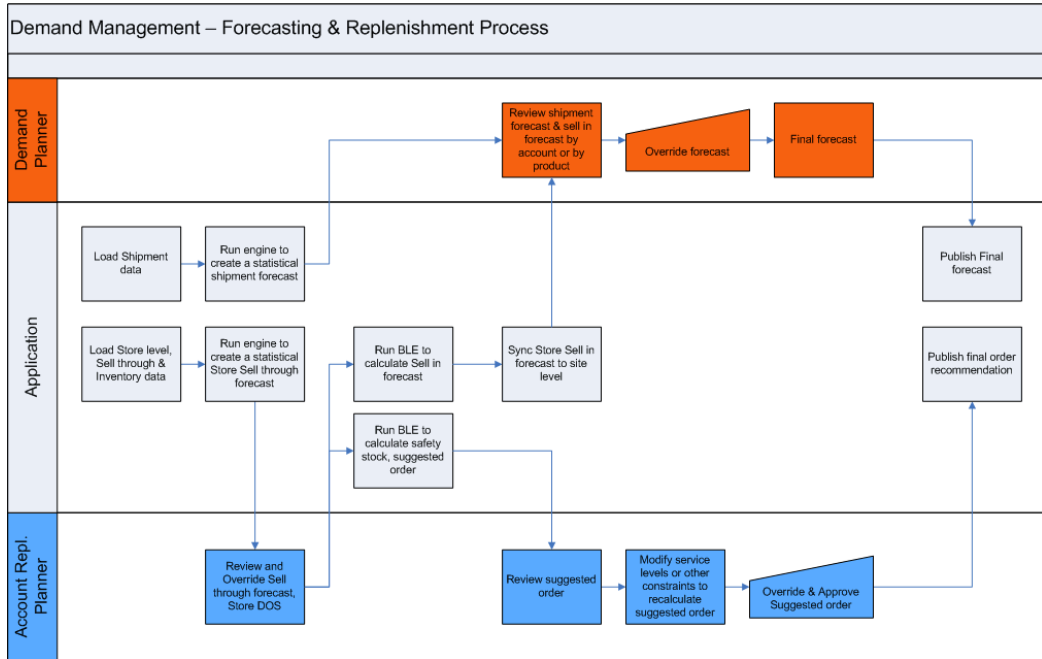 Demand Management – Forecasting & Replenishment Process
Demand
Planner
Review shipment
forecast & sell in
forecast by
account or by
product
Override forecast
Final forecast
Application
Load Shipment
data
Run engine to
create a statistical
shipment forecast
Publish Final
forecast
Load Store level,
Sell through &
Inventory data
Run engine to
create a statistical
Store Sell through
forecast
Run BLE to
calculate Sell in
forecast
Sync Store Sell in
forecast to site
level
Publish final order
recommendation
Run BLE to
calculate safety
stock, suggested
order
Account Repl.
Planner
Review and
Override Sell
through forecast,
Store DOS
Review suggested
order
Modify service
levels or other
constraints to
recalculate
suggested order
Override & Approve
Suggested order